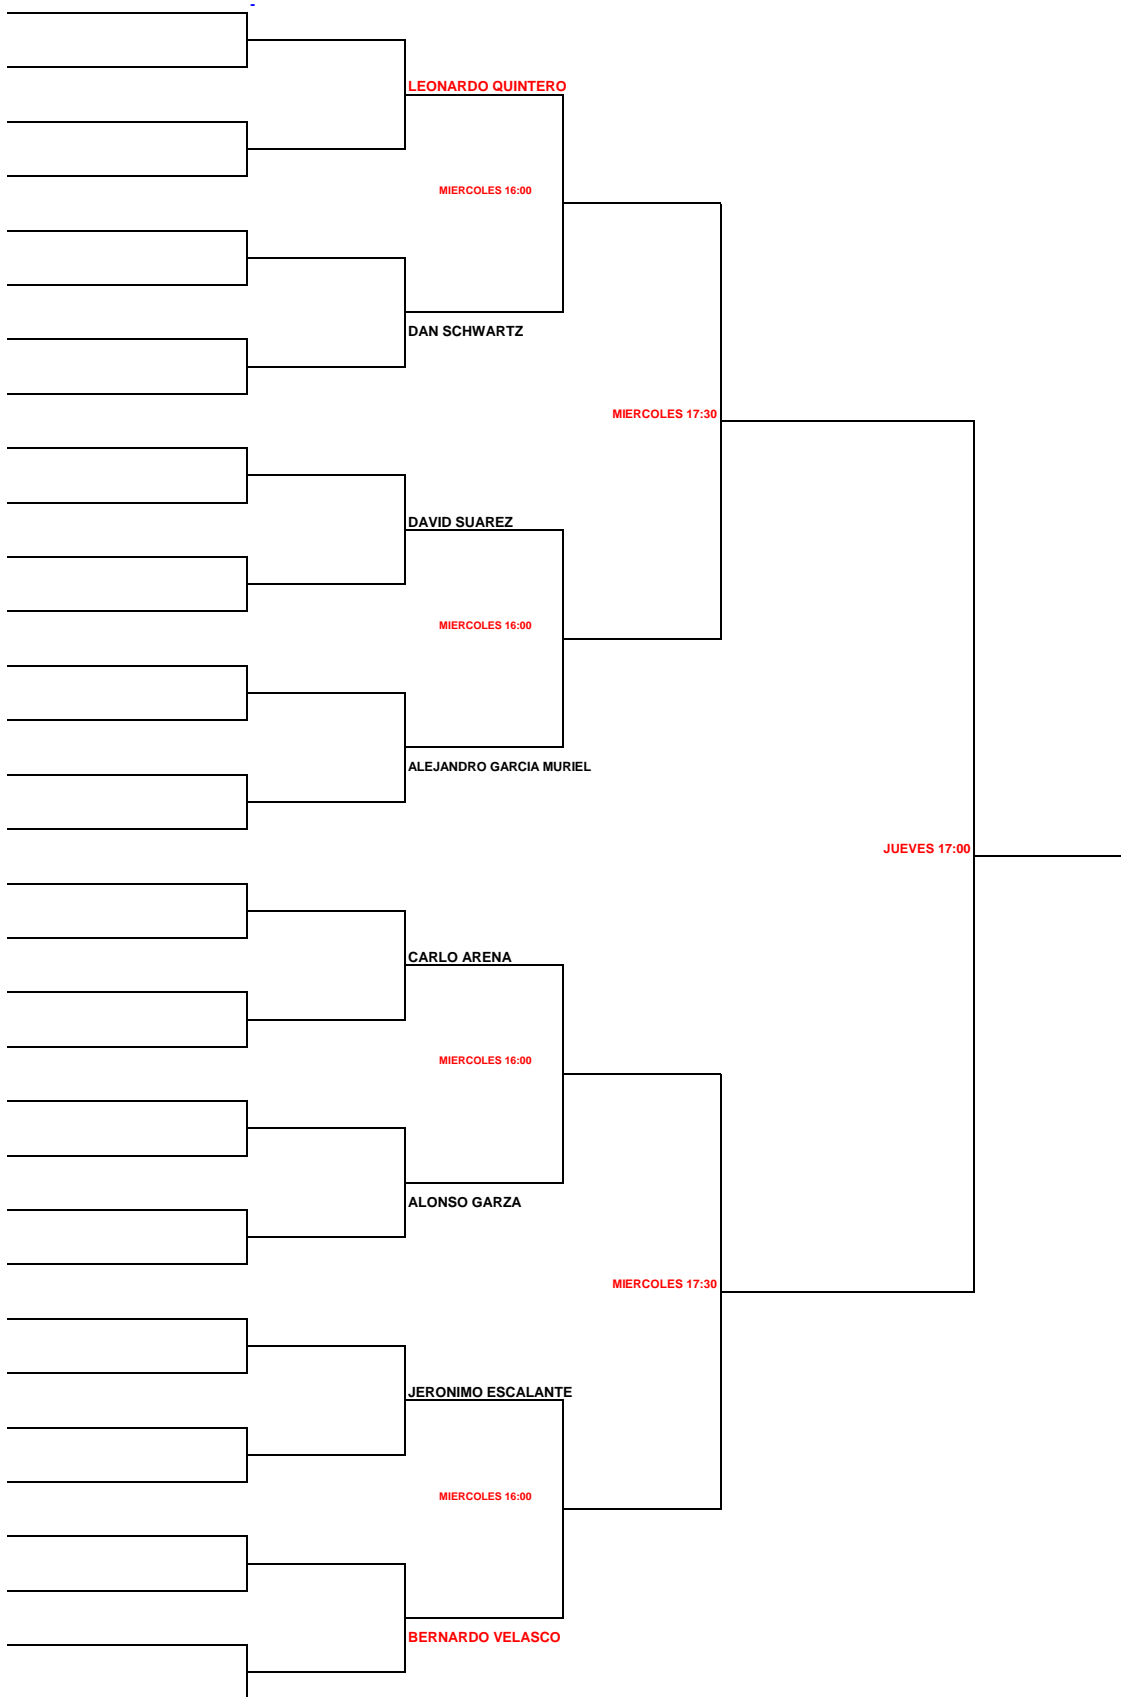 -
LEONARDO QUINTERO
MIERCOLES 16:00
DAN SCHWARTZ
MIERCOLES 17:30
DAVID SUAREZ
MIERCOLES 16:00
ALEJANDRO GARCIA MURIEL
JUEVES 17:00
CARLO ARENA
MIERCOLES 16:00
ALONSO GARZA
MIERCOLES 17:30
JERONIMO ESCALANTE
MIERCOLES 16:00
BERNARDO VELASCO